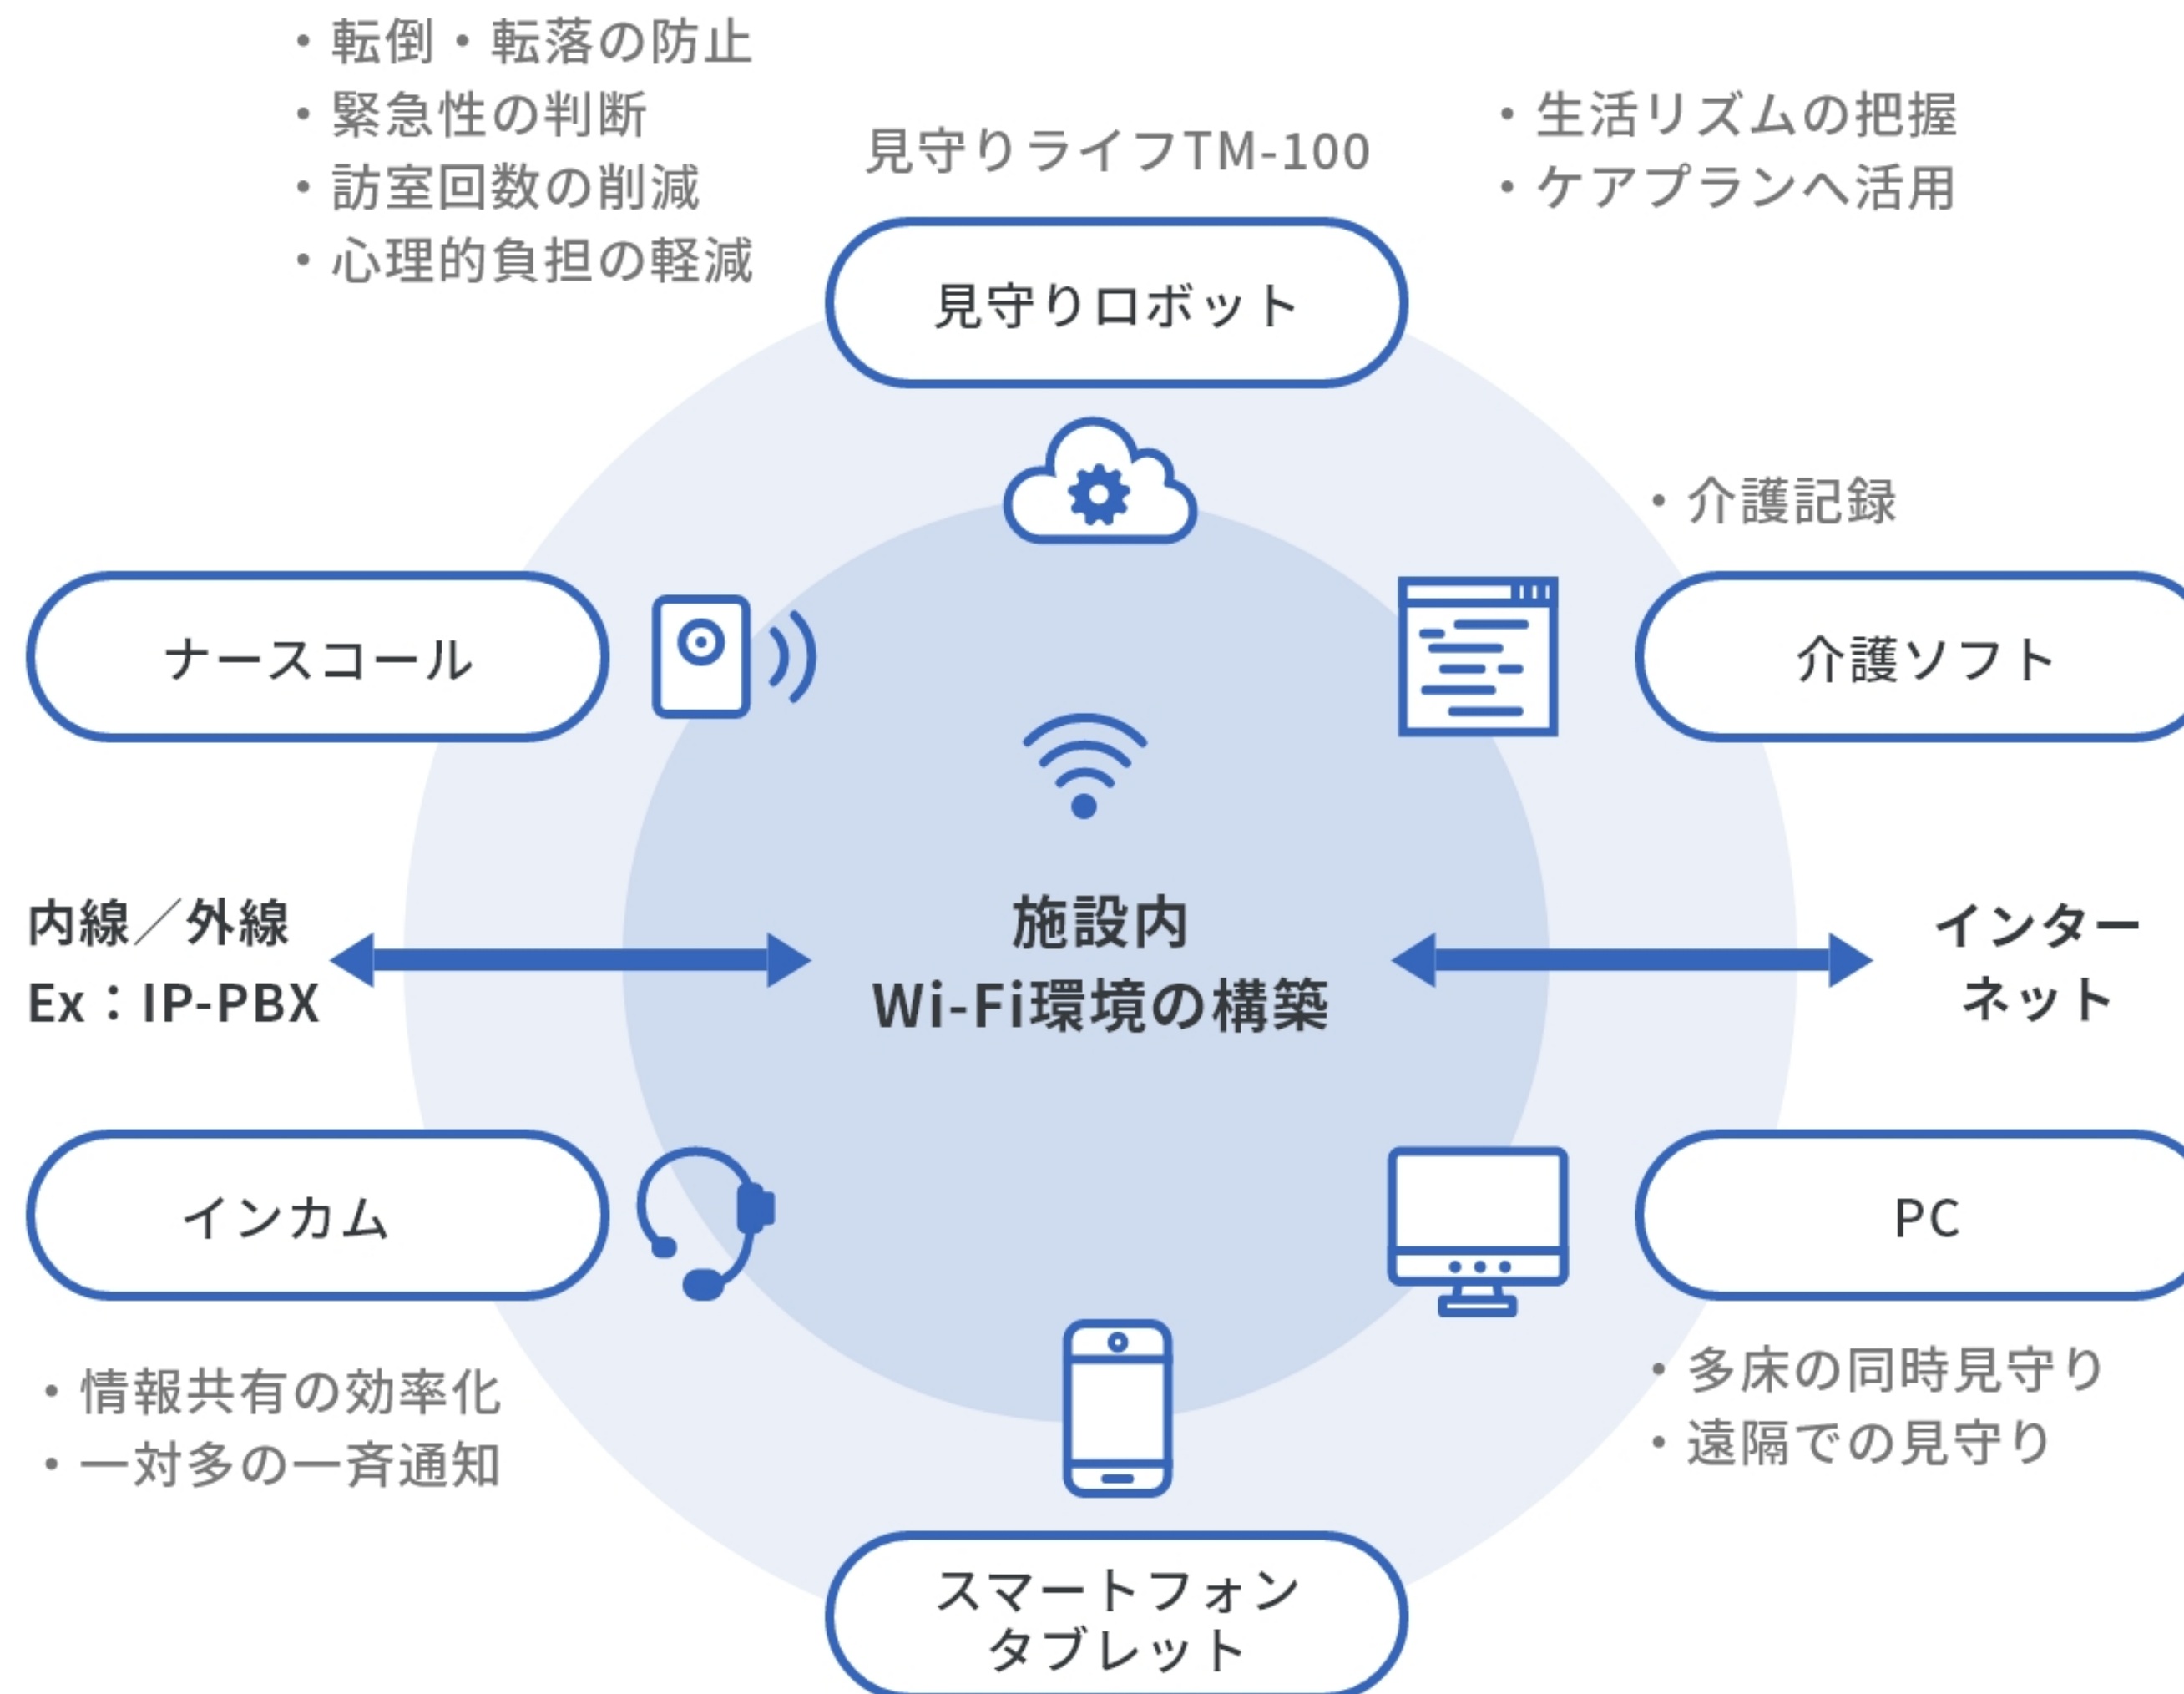 ・転倒・転落の防止
・緊急性の判断
・訪室回数の削減
・心理的負担の軽減
見守りライフTM-100
・生活リズムの把握
・ケアプランへ活用
見守りロボット
・介護記録
ナースコール
介護ソフト
内線／外線
Ex：IP-PBX
施設内
Wi-Fi環境の構築
インター
ネット
インカム
PC
・情報共有の効率化
・一対多の一斉通知
・多床の同時見守り
・遠隔での見守り
スマートフォン
タブレット